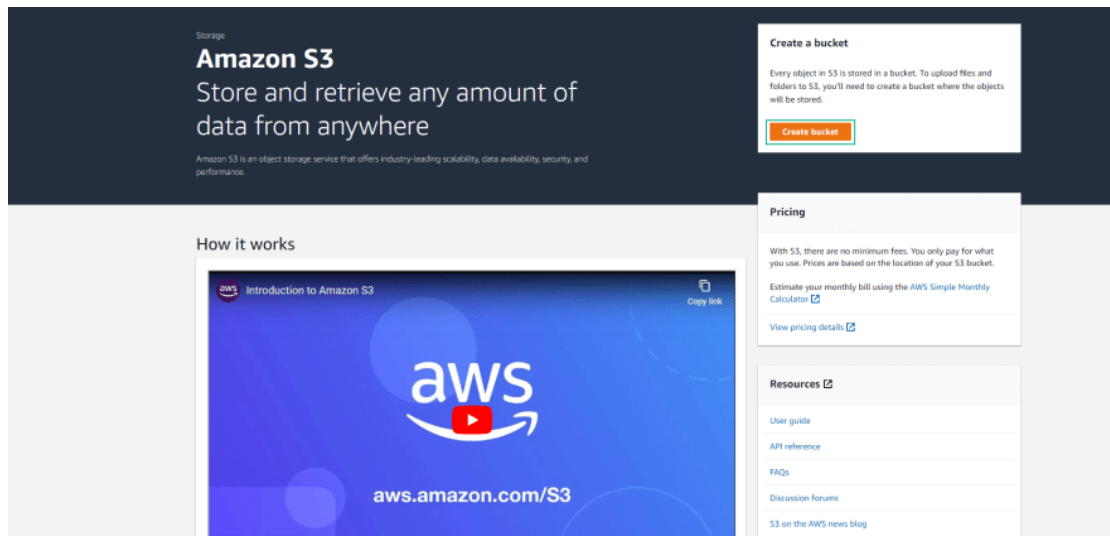 Storage
Amazon S3
Store and retrieve any amount of
data from anywhere
Amazon S3 is an object storage service that offers industry-leading scalability, data availability, security, and
performance.
Create a bucket
Every object in S3 is stored in a bucket. To upload files and
folders to S3, you'll need to create a bucket where the objects
will be stored.
Create bucket
How it works
aws
Introduction to Amazon S3
Copy link
aws
aws.amazon.com/S3
Pricing
With S3, there are no minimum fees. You only pay for what
you use. Prices are based on the location of your S3 bucket.
Estimate your monthly bill using the AWS Simple Monthly
Calculator
View pricing details
Resources
User guide
API reference
FAQs
Discussion forums
S3 on the AWS news blog